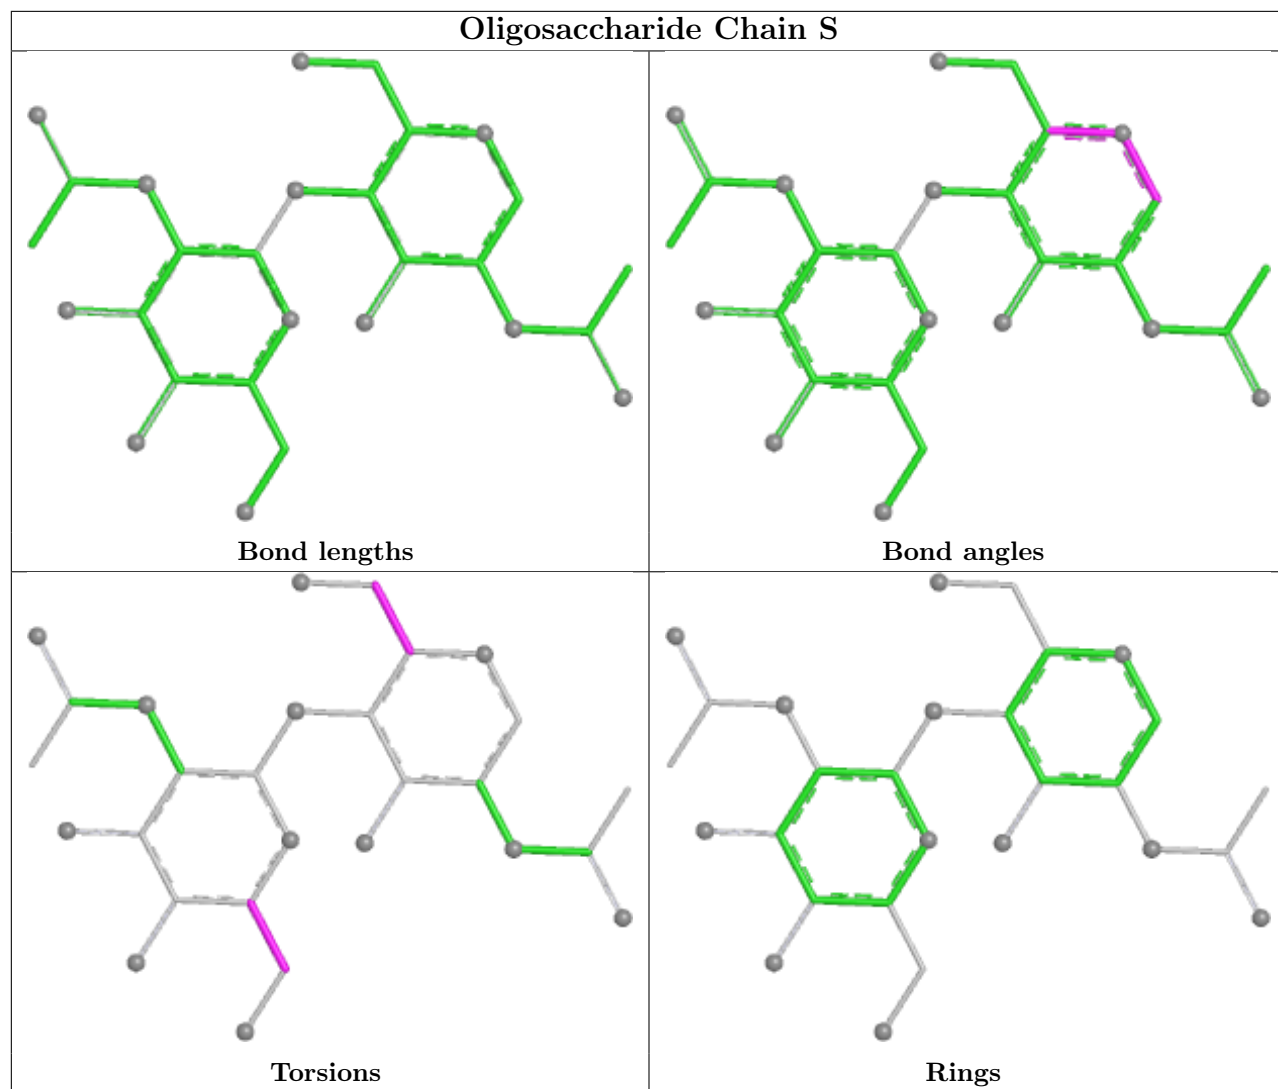 Oligosaccharide Chain S
Bond lengths
Bond angles
Torsions
Rings